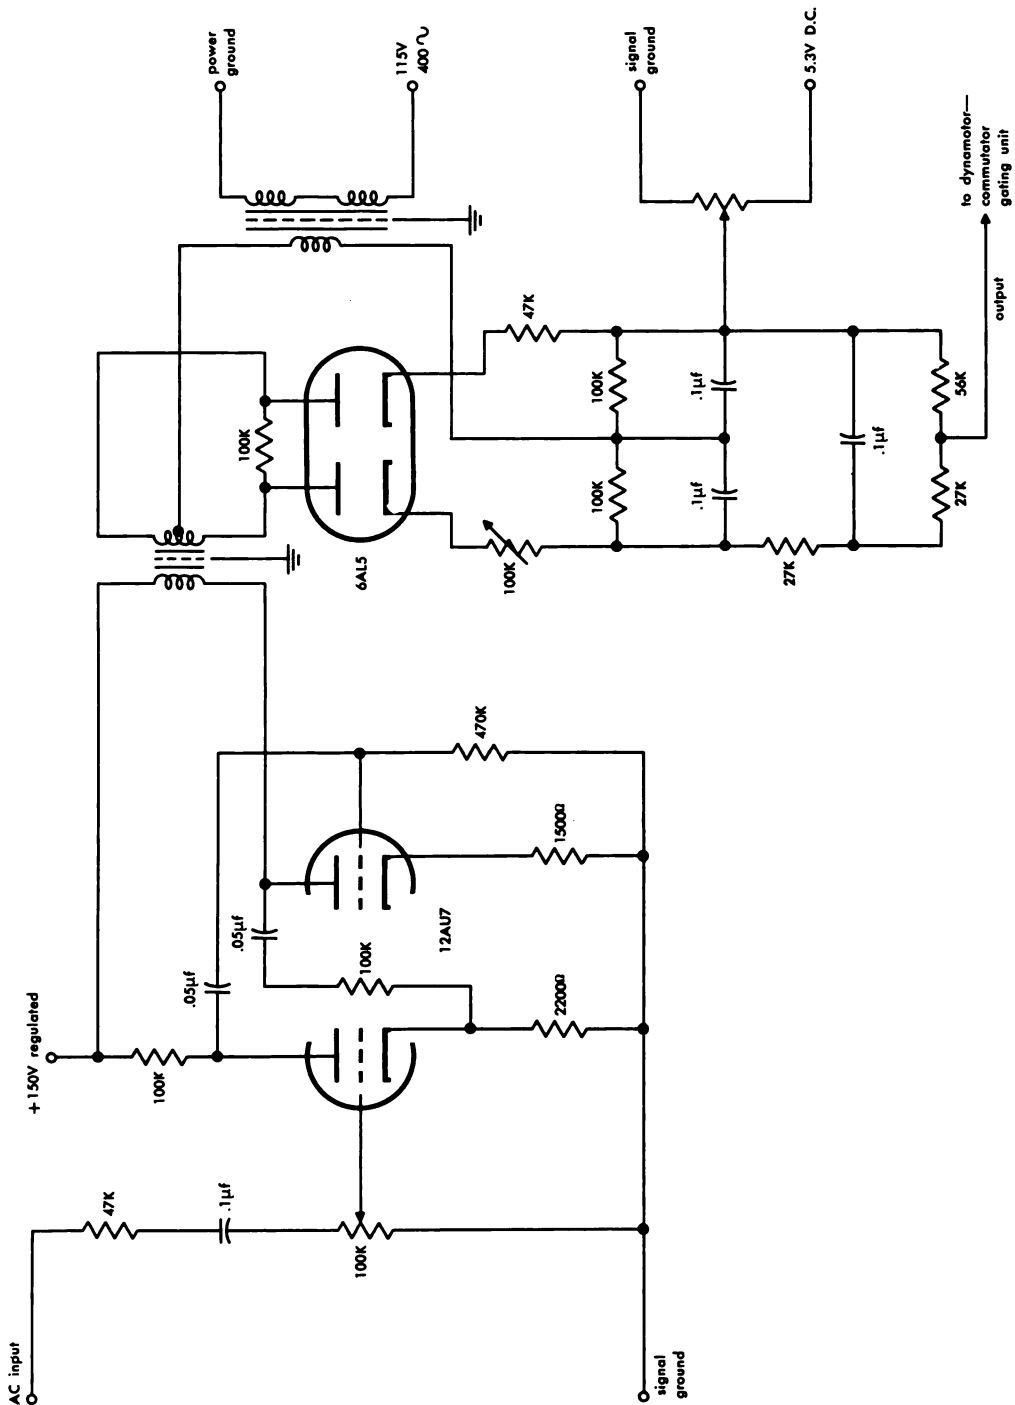 AC input
47K
.1µf
100K
signal
ground
+150V regulated
100K
.05µf
.05µf
100K
2200Ω
12AU7
1500Ω
470K
100K
6AL5
100K
47K
100K
100K
.1µf
.1µf
27K
.1µf
27K
56K
output
to dynamotor—
commutator
gating unit
power
ground
115V
400~
signal
ground
5.3V D.C.